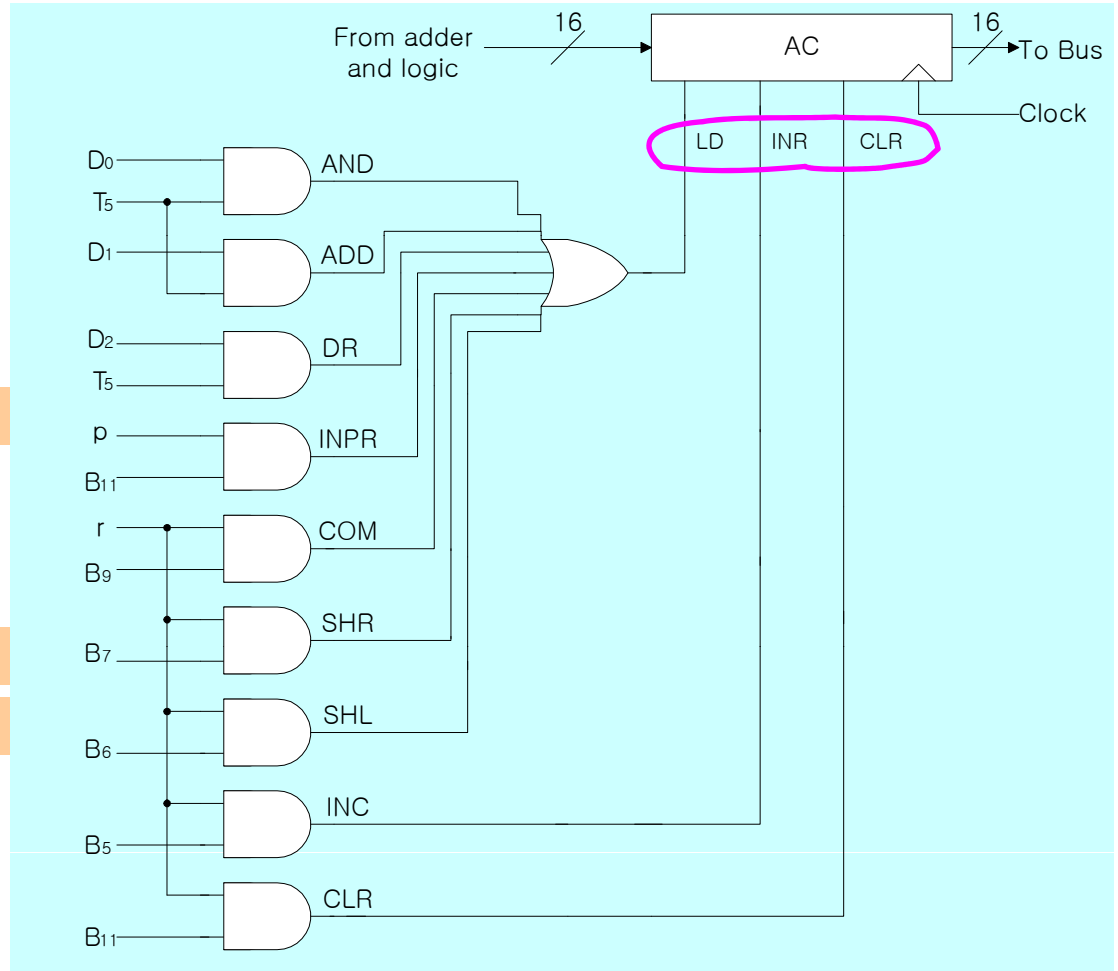 16
16
From adder
and logic
AC
To Bus
Clock
LD INR CLR
D₀
AND
T₅
D₁
ADD
D₂
DR
T₅
p
INPR
B₁₁
r
COM
B₉
SHR
B₇
SHL
B₆
INC
B₅
CLR
B₁₁